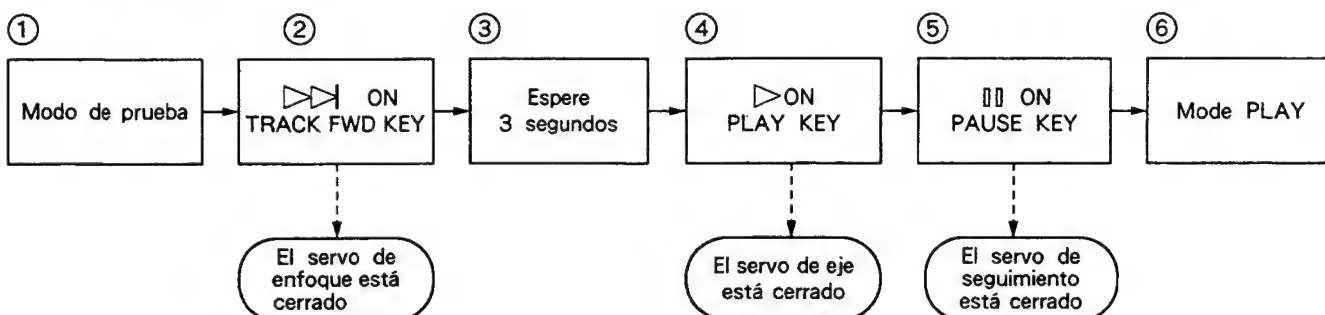 ①
Modo de prueba
②
▷▷| ON
TRACK FWD KEY
③
Espere
3 segundos
④
▷ON
PLAY KEY
⑤
▯▯ ON
PAUSE KEY
⑥
Mode PLAY
El servo de
enfoque está
cerrado
El servo de eje
está cerrado
El servo de
seguimiento
está cerrado